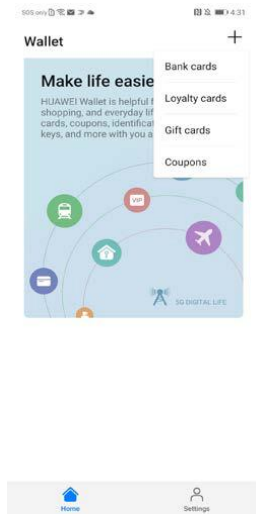 SOS only 4:31
Wallet +
Bank cards
Loyalty cards
Gift cards
Coupons
Make life easie
HUAWEI Wallet is helpful f
shopping, and everyday lif
cards, coupons, identificat
keys, and more with you a
VIP
5G DIGITAL LIFE
Home Settings